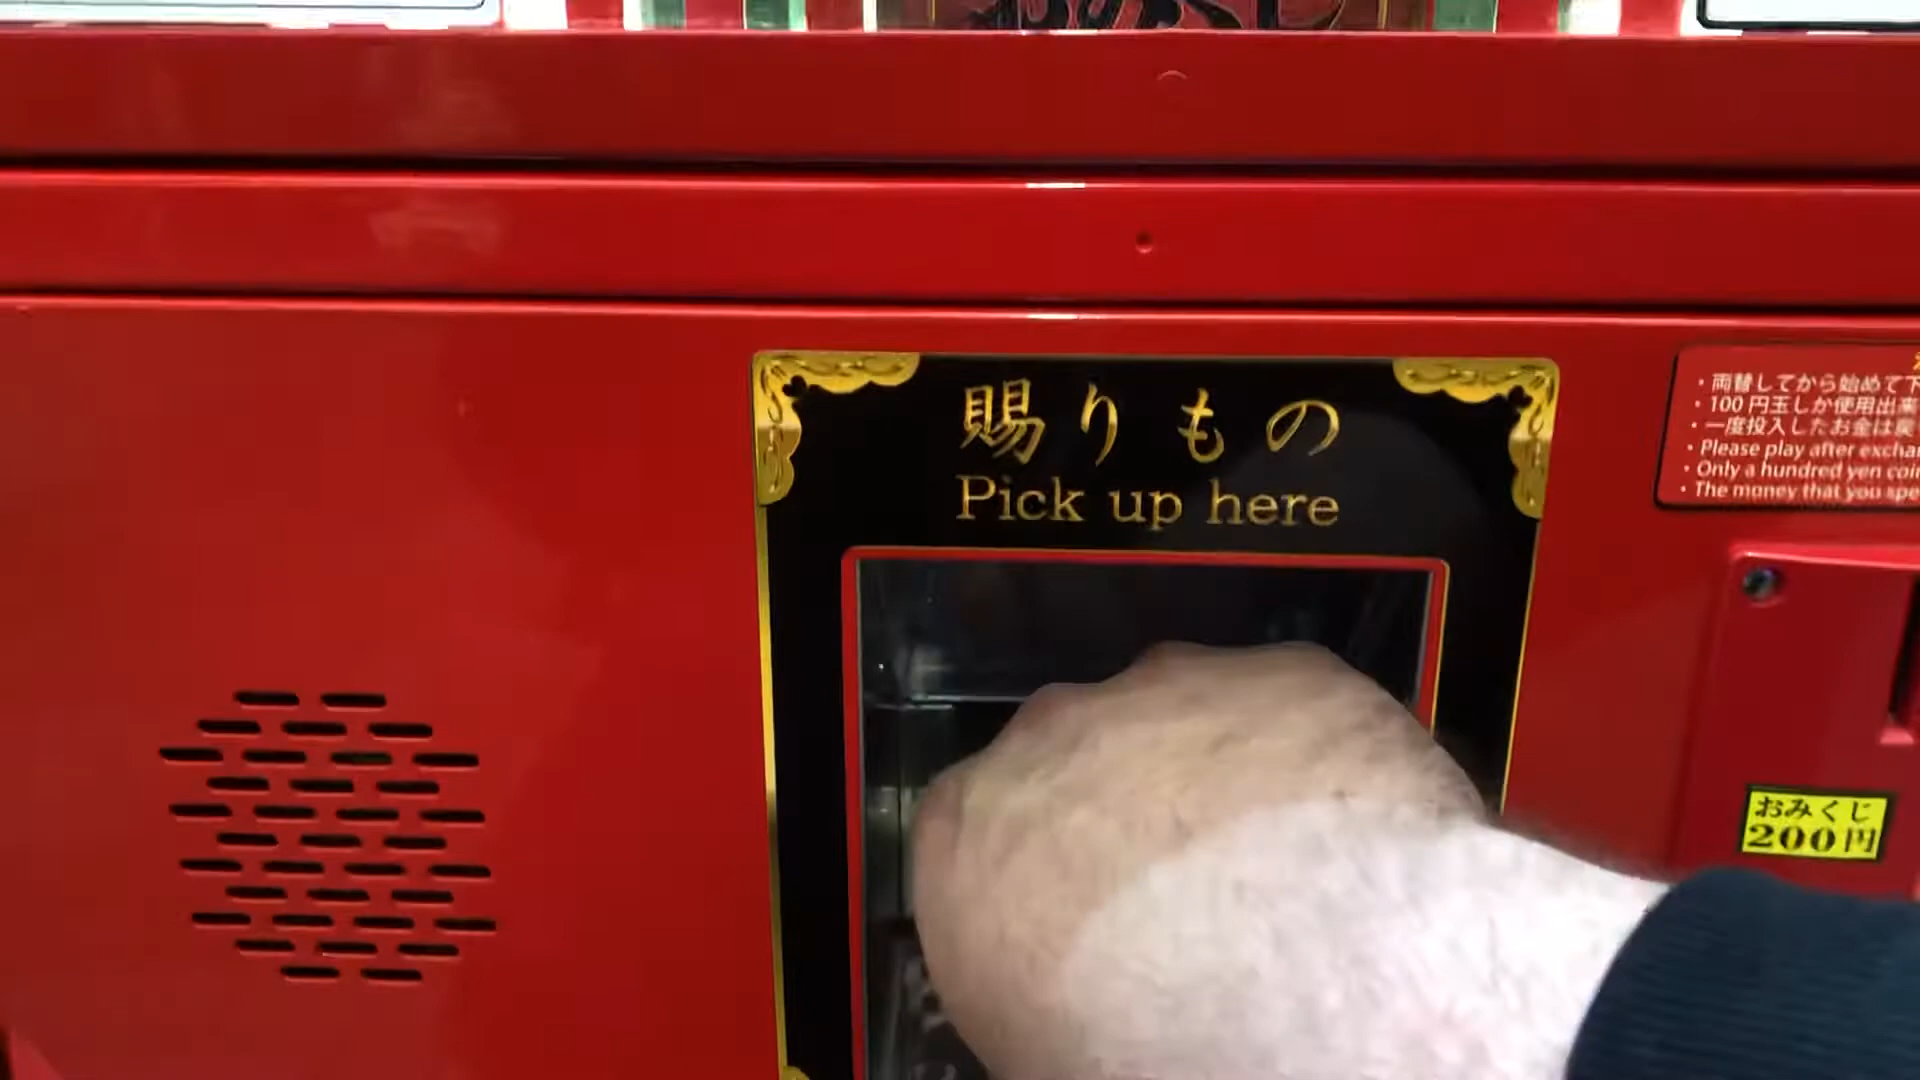 賜りもの
Pick up here
・両替してから始めて下
・100円玉しか使用出来
・一度投入したお金は戻
・Please play after excha
・Only a hundred yen coi
・The money that you spe
おみくじ
200円